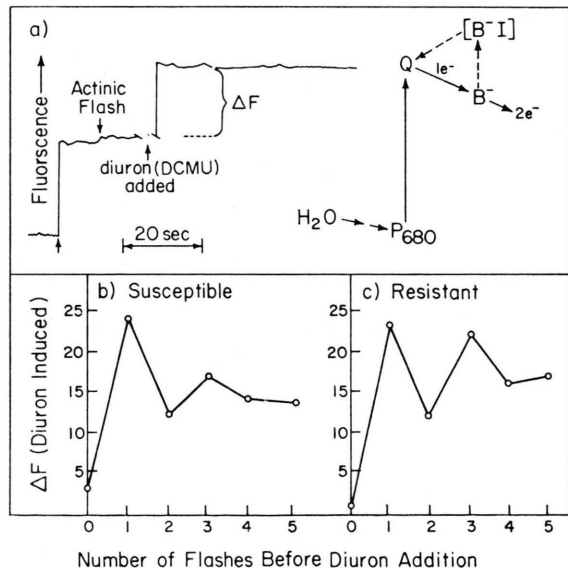 a)
Fluorescence
Actinic
Flash
diuron (DCMU)
added
20 sec
ΔF
[B⁻ I]
Q
1e⁻
B⁻
2e⁻
H₂O
P₆₈₀
b) Susceptible
c) Resistant
ΔF (Diuron Induced)
25
20
15
10
5
25
20
15
10
5
0 1 2 3 4 5
0 1 2 3 4 5
Number of Flashes Before Diuron Addition